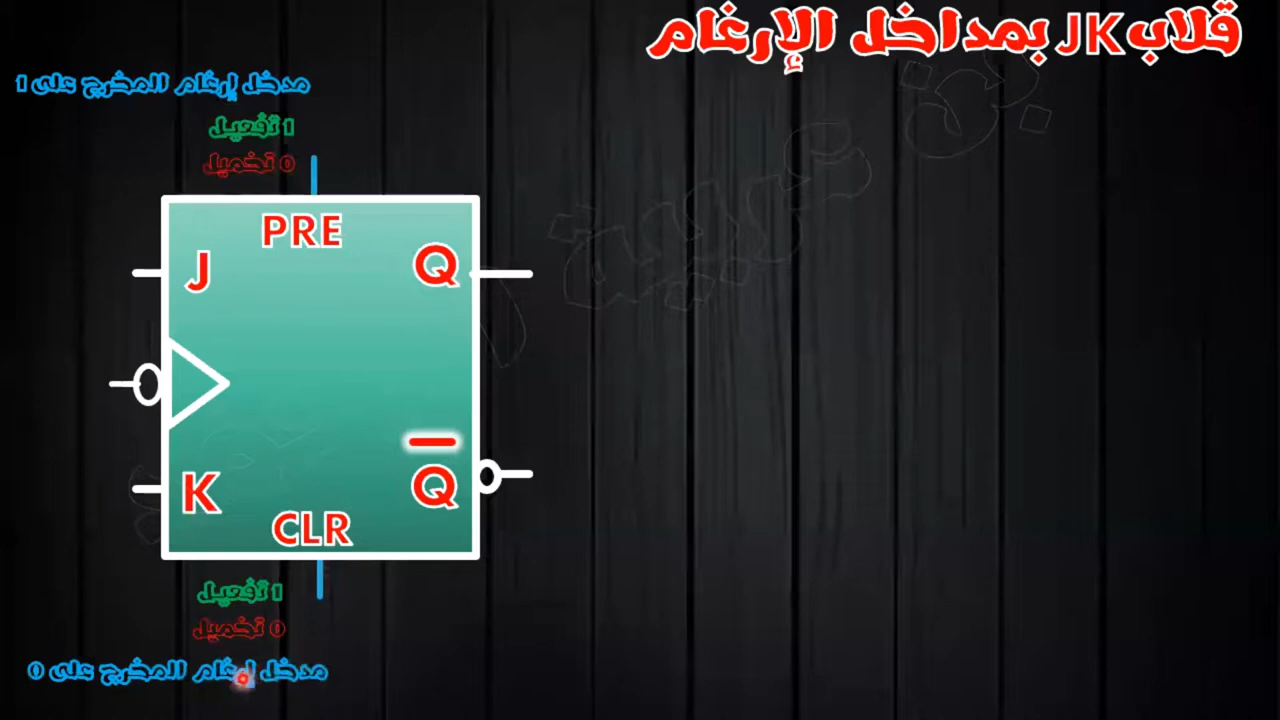 قلاب JK بمداخل الإرغام
مدخل إرغام المخرج على 1
1 تفعيل
0 تخميل
PRE
J
Q
K
Q
CLR
1 تفعيل
0 تخميل
مدخل إرغام المخرج على 0